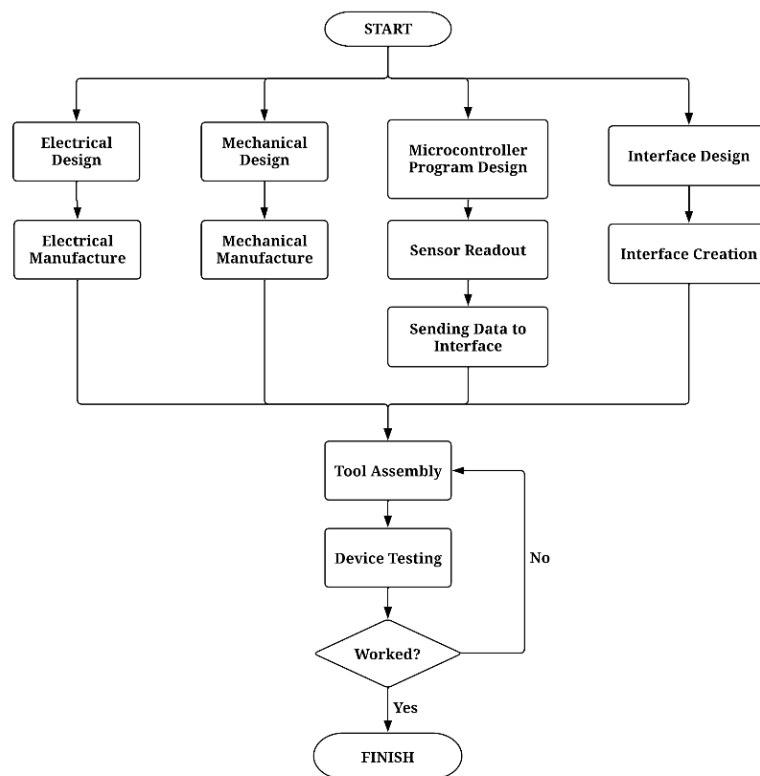 START
Electrical
Design
Mechanical
Design
Microcontroller
Program Design
Interface Design
Electrical
Manufacture
Mechanical
Manufacture
Sensor Readout
Interface Creation
Sending Data to
Interface
Tool Assembly
Device Testing
No
Worked?
Yes
FINISH